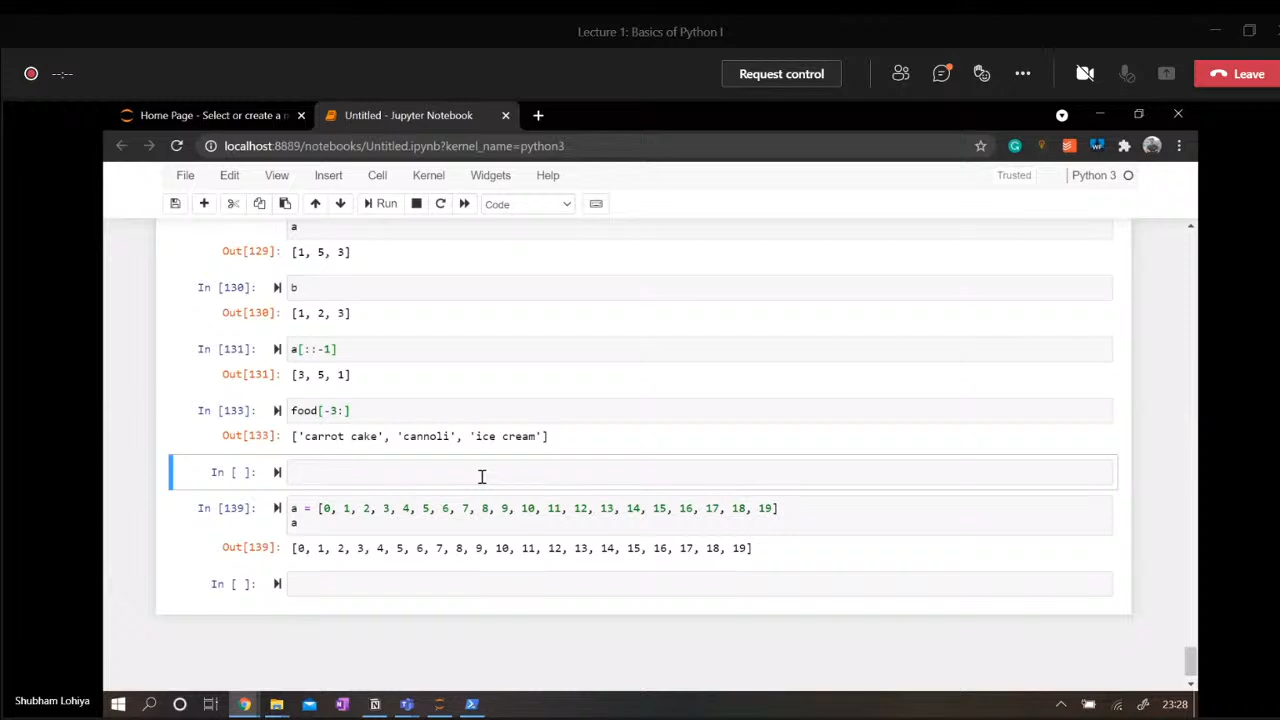 Lecture 1: Basics of Python I
--:--
Request control
Leave
Home Page - Select or create a n
Untitled - Jupyter Notebook
localhost:8889/notebooks/Untitled.ipynb?kernel_name=python3
File Edit View Insert Cell Kernel Widgets Help
Trusted
Python 3
Run
Code
a
Out[129]: [1, 5, 3]
In [130]: b
Out[130]: [1, 2, 3]
In [131]: a[::-1]
Out[131]: [3, 5, 1]
In [133]: food[-3:]
Out[133]: ['carrot cake', 'cannoli', 'ice cream']
In [ ]:
In [139]: a = [0, 1, 2, 3, 4, 5, 6, 7, 8, 9, 10, 11, 12, 13, 14, 15, 16, 17, 18, 19]
a
Out[139]: [0, 1, 2, 3, 4, 5, 6, 7, 8, 9, 10, 11, 12, 13, 14, 15, 16, 17, 18, 19]
In [ ]:
Shubham Lohiya
23:28